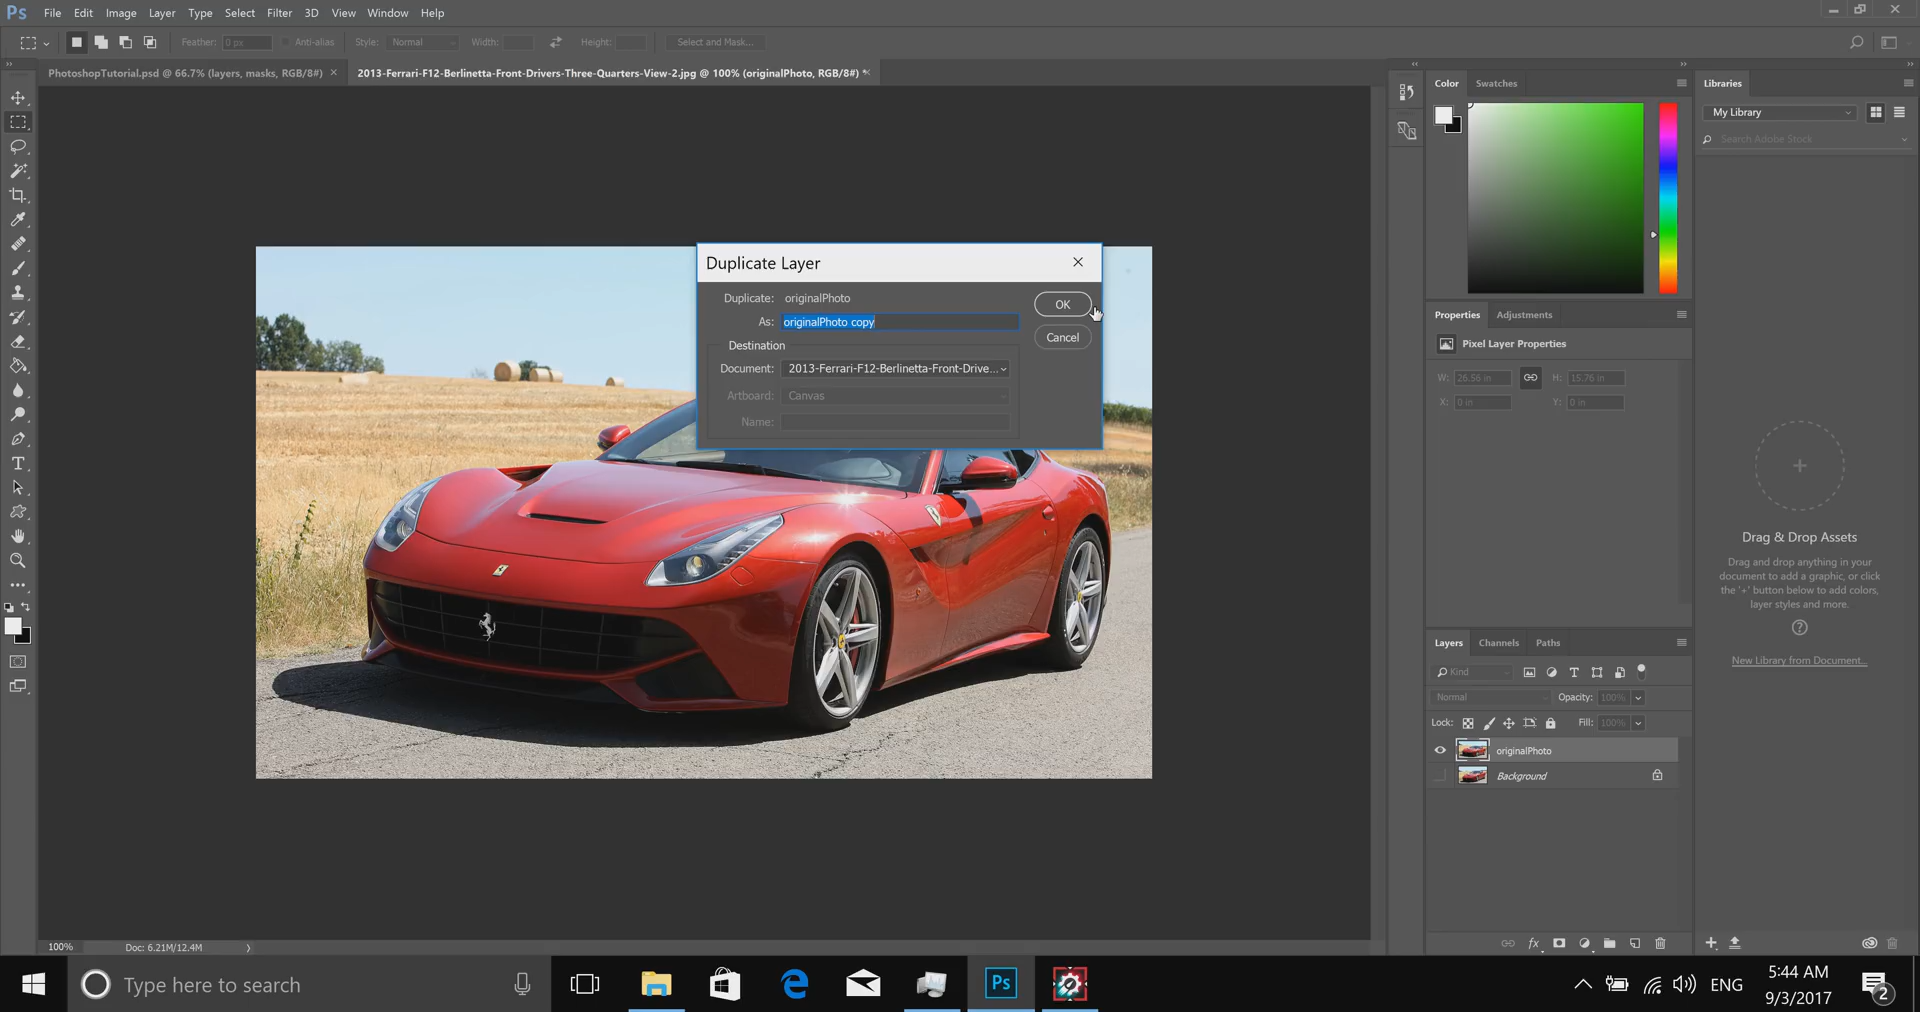 Ps File Edit Image Layer Type Select Filter 3D View Window Help
Feather: 0 px Anti-alias Style: Normal Width: Height: Select and Mask...
PhotoshopTutorial.psd @ 66.7% (layers, masks, RGB/8#) × 2013-Ferrari-F12-Berlinetta-Front-Drivers-Three-Quarters-View-2.jpg @ 100% (originalPhoto, RGB/8#) * ×
Color Swatches
Libraries
My Library
Search Adobe Stock
Duplicate Layer
Duplicate: originalPhoto
As: originalPhoto copy
OK
Cancel
Destination
Document: 2013-Ferrari-F12-Berlinetta-Front-Drive...
Artboard: Canvas
Name:
Properties Adjustments
Pixel Layer Properties
W: 26.56 in H: 15.76 in
X: 0 in Y: 0 in
Drag & Drop Assets
Drag and drop anything in your
document to add a graphic, or click
the '+' button below to add colors,
layer styles and more.
New Library from Document...
Layers Channels Paths
Kind
Normal Opacity: 100%
Lock: Fill: 100%
originalPhoto
Background
fx
100% Doc: 6.21M/12.4M
Type here to search
Ps
ENG
5:44 AM
9/3/2017
2